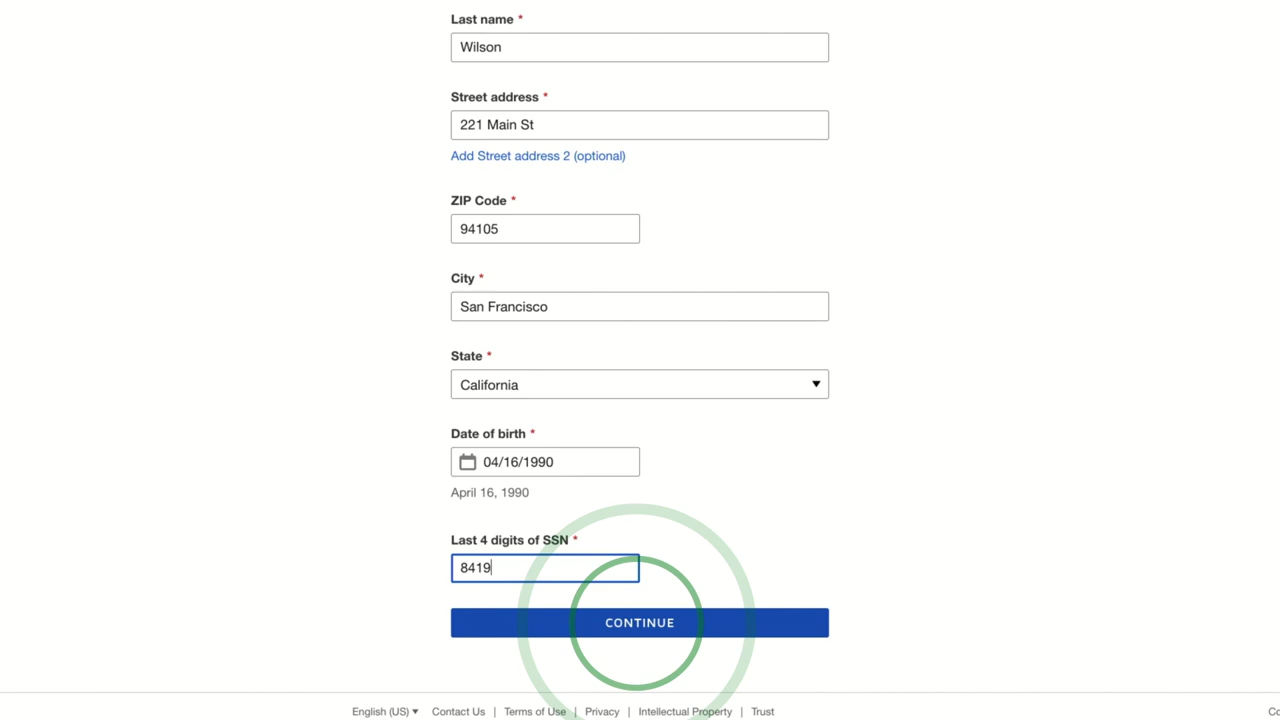 Last name *
Wilson
Street address *
221 Main St
Add Street address 2 (optional)
ZIP Code *
94105
City *
San Francisco
State *
California
Date of birth *
04/16/1990
April 16, 1990
Last 4 digits of SSN *
8419
CONTINUE
English (US) Contact Us | Terms of Use | Privacy | Intellectual Property | Trust